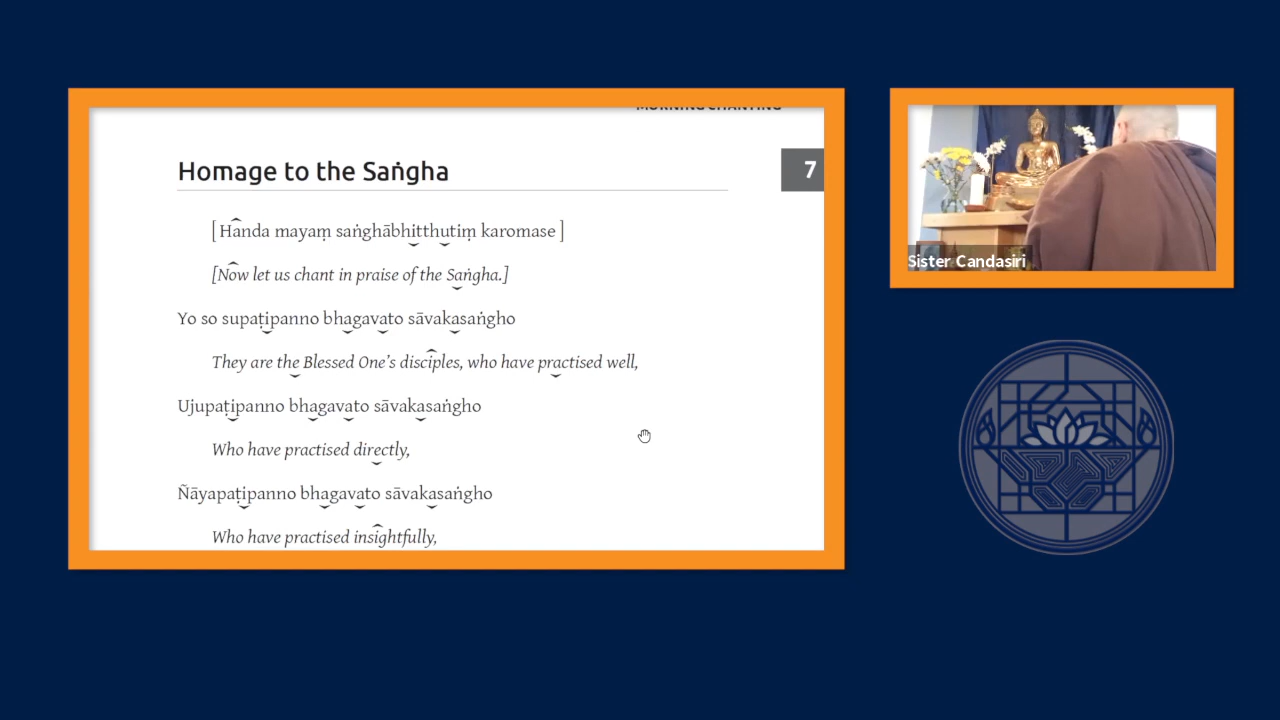 MORNING CHANTING
Homage to the Saṅgha
7
[ Handa mayaṃ saṅghābhitthutiṃ karomase ]
[Now let us chant in praise of the Saṅgha.]
Yo so supaṭipanno bhagavato sāvakasaṅgho
They are the Blessed One’s disciples, who have practised well,
Ujupaṭipanno bhagavato sāvakasaṅgho
Who have practised directly,
Ñāyapaṭipanno bhagavato sāvakasaṅgho
Who have practised insightfully,
Sister Candasiri